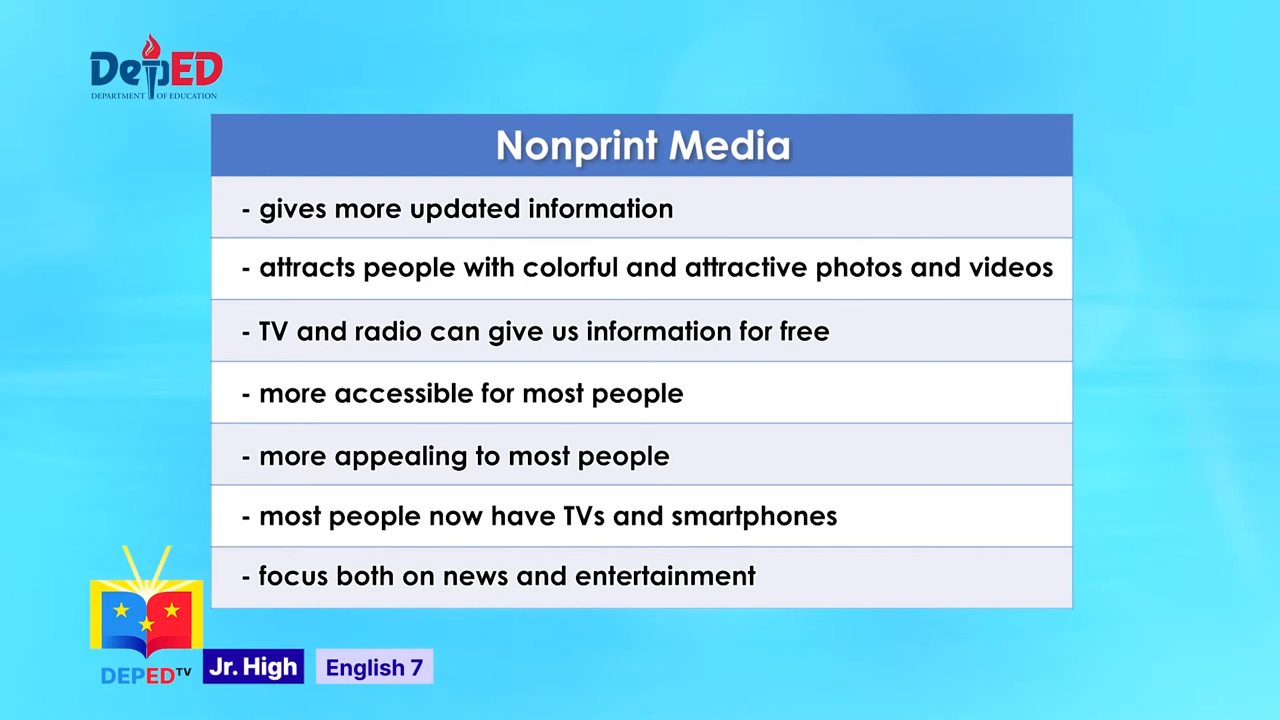 DepED
DEPARTMENT OF EDUCATION
Nonprint Media
- gives more updated information
- attracts people with colorful and attractive photos and videos
- TV and radio can give us information for free
- more accessible for most people
- more appealing to most people
- most people now have TVs and smartphones
- focus both on news and entertainment
DEPED TV
Jr. High
English 7